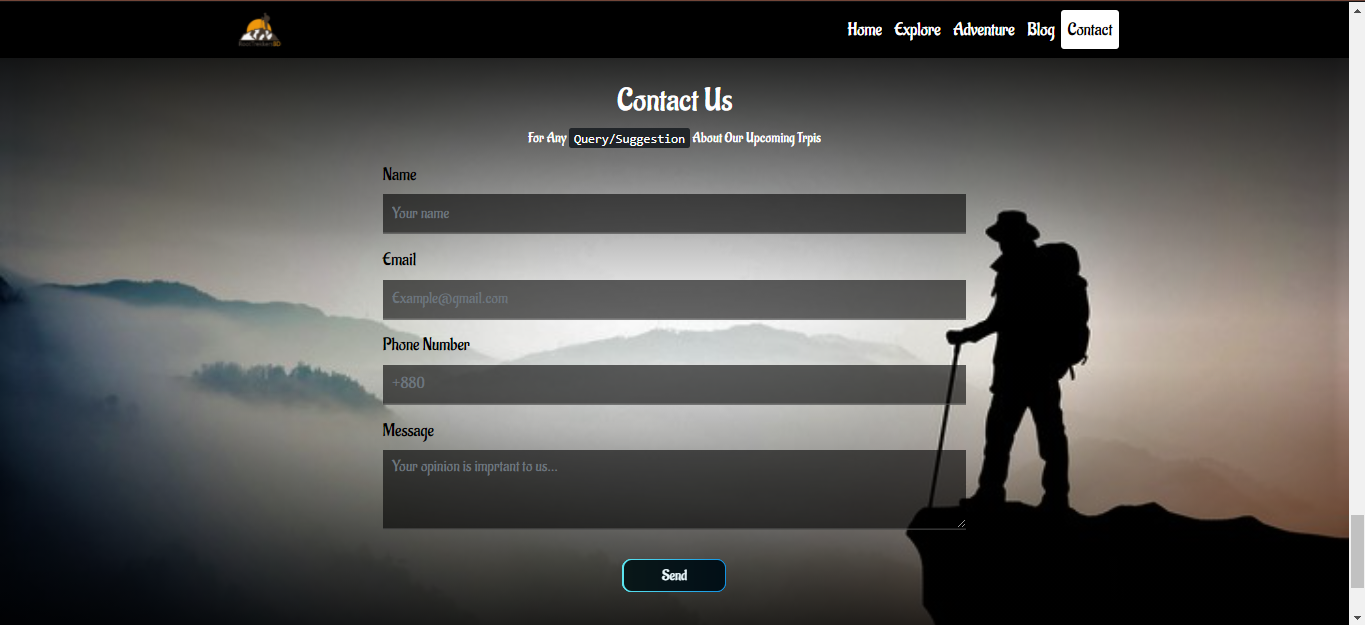 Home Explore Adventure Blog Contact
Contact Us
For Any Query/Suggestion About Our Upcoming Trpis
Name
Your name
Email
Example@gmail.com
Phone Number
+880
Message
Your opinion is imprtant to us...
Send